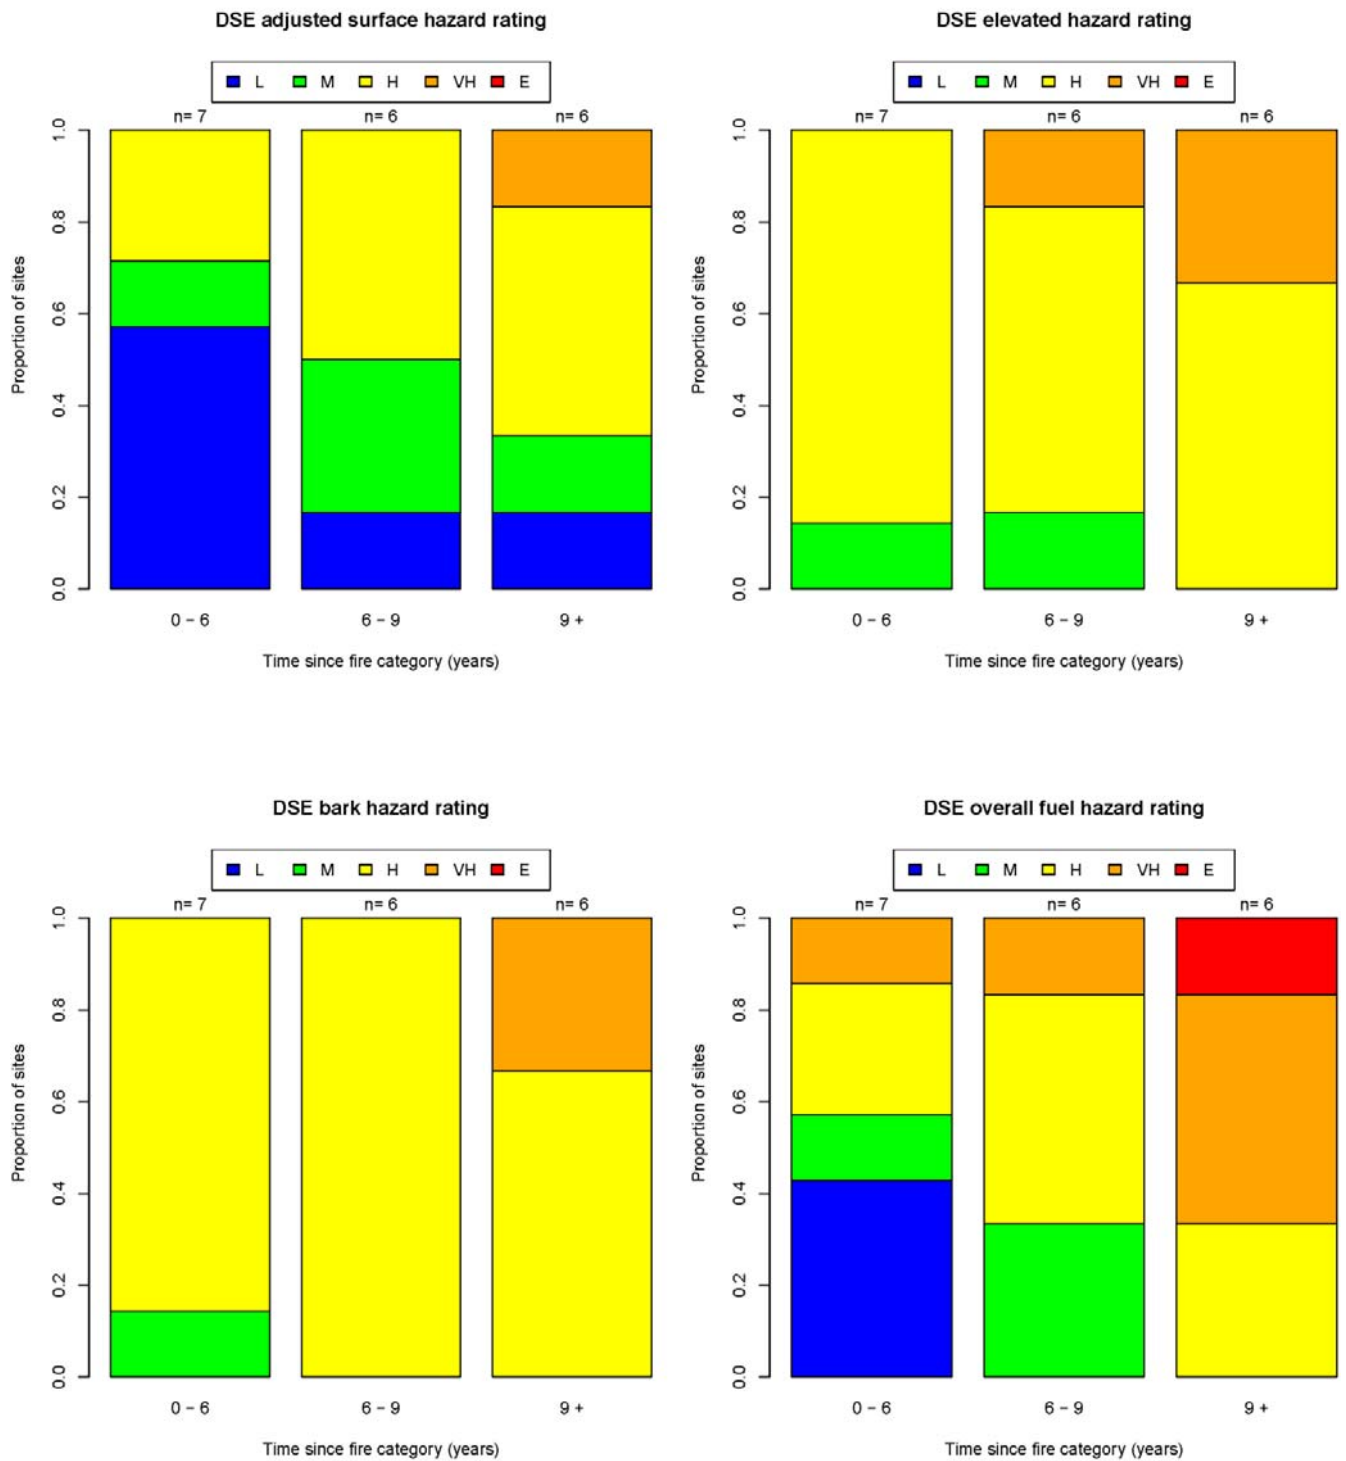 DSE adjusted surface hazard rating
L M H VH E
n= 7 n= 6 n= 6
Proportion of sites
1.0
0.8
0.6
0.4
0.2
0.0
0 – 6 6 – 9 9 +
Time since fire category (years)
DSE elevated hazard rating
L M H VH E
n= 7 n= 6 n= 6
Proportion of sites
1.0
0.8
0.6
0.4
0.2
0.0
0 – 6 6 – 9 9 +
Time since fire category (years)
DSE bark hazard rating
L M H VH E
n= 7 n= 6 n= 6
Proportion of sites
1.0
0.8
0.6
0.4
0.2
0.0
0 – 6 6 – 9 9 +
Time since fire category (years)
DSE overall fuel hazard rating
L M H VH E
n= 7 n= 6 n= 6
Proportion of sites
1.0
0.8
0.6
0.4
0.2
0.0
0 – 6 6 – 9 9 +
Time since fire category (years)